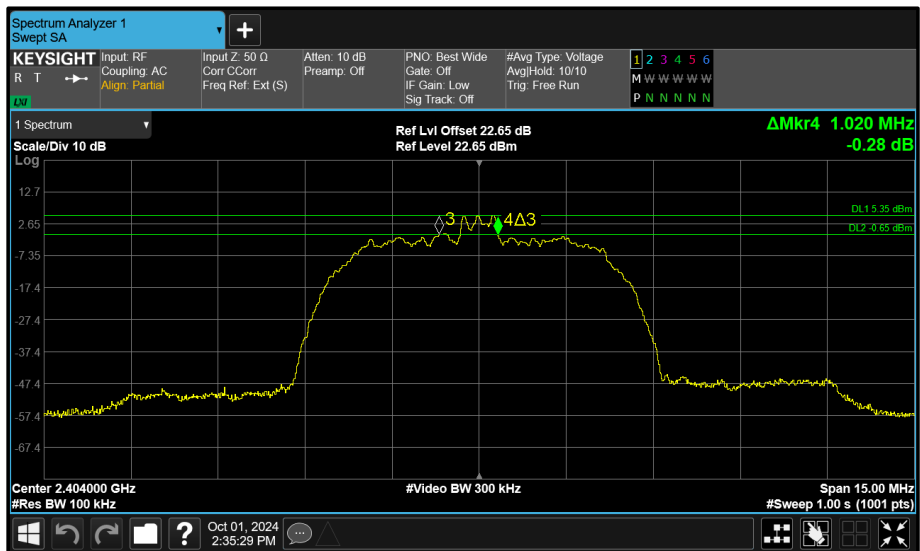 Spectrum Analyzer 1
Swept SA
KEYSIGHT
R T
LXI
Input: RF
Coupling: AC
Align: Partial
Input Z: 50 Ω
Corr CCorr
Freq Ref: Ext (S)
Atten: 10 dB
Preamp: Off
PNO: Best Wide
Gate: Off
IF Gain: Low
Sig Track: Off
#Avg Type: Voltage
Avg|Hold: 10/10
Trig: Free Run
1 2 3 4 5 6
M W W W W W W
P N N N N N
1 Spectrum
Scale/Div 10 dB
Log
Ref Lvl Offset 22.65 dB
Ref Level 22.65 dBm
ΔMkr4 1.020 MHz
-0.28 dB
12.7
2.65
-7.35
-17.4
-27.4
-37.4
-47.4
-57.4
-67.4
3
4Δ3
DL1 5.35 dBm
DL2 -0.65 dBm
Center 2.404000 GHz
#Video BW 300 kHz
Span 15.00 MHz
#Res BW 100 kHz
#Sweep 1.00 s (1001 pts)
Oct 01, 2024
2:35:29 PM